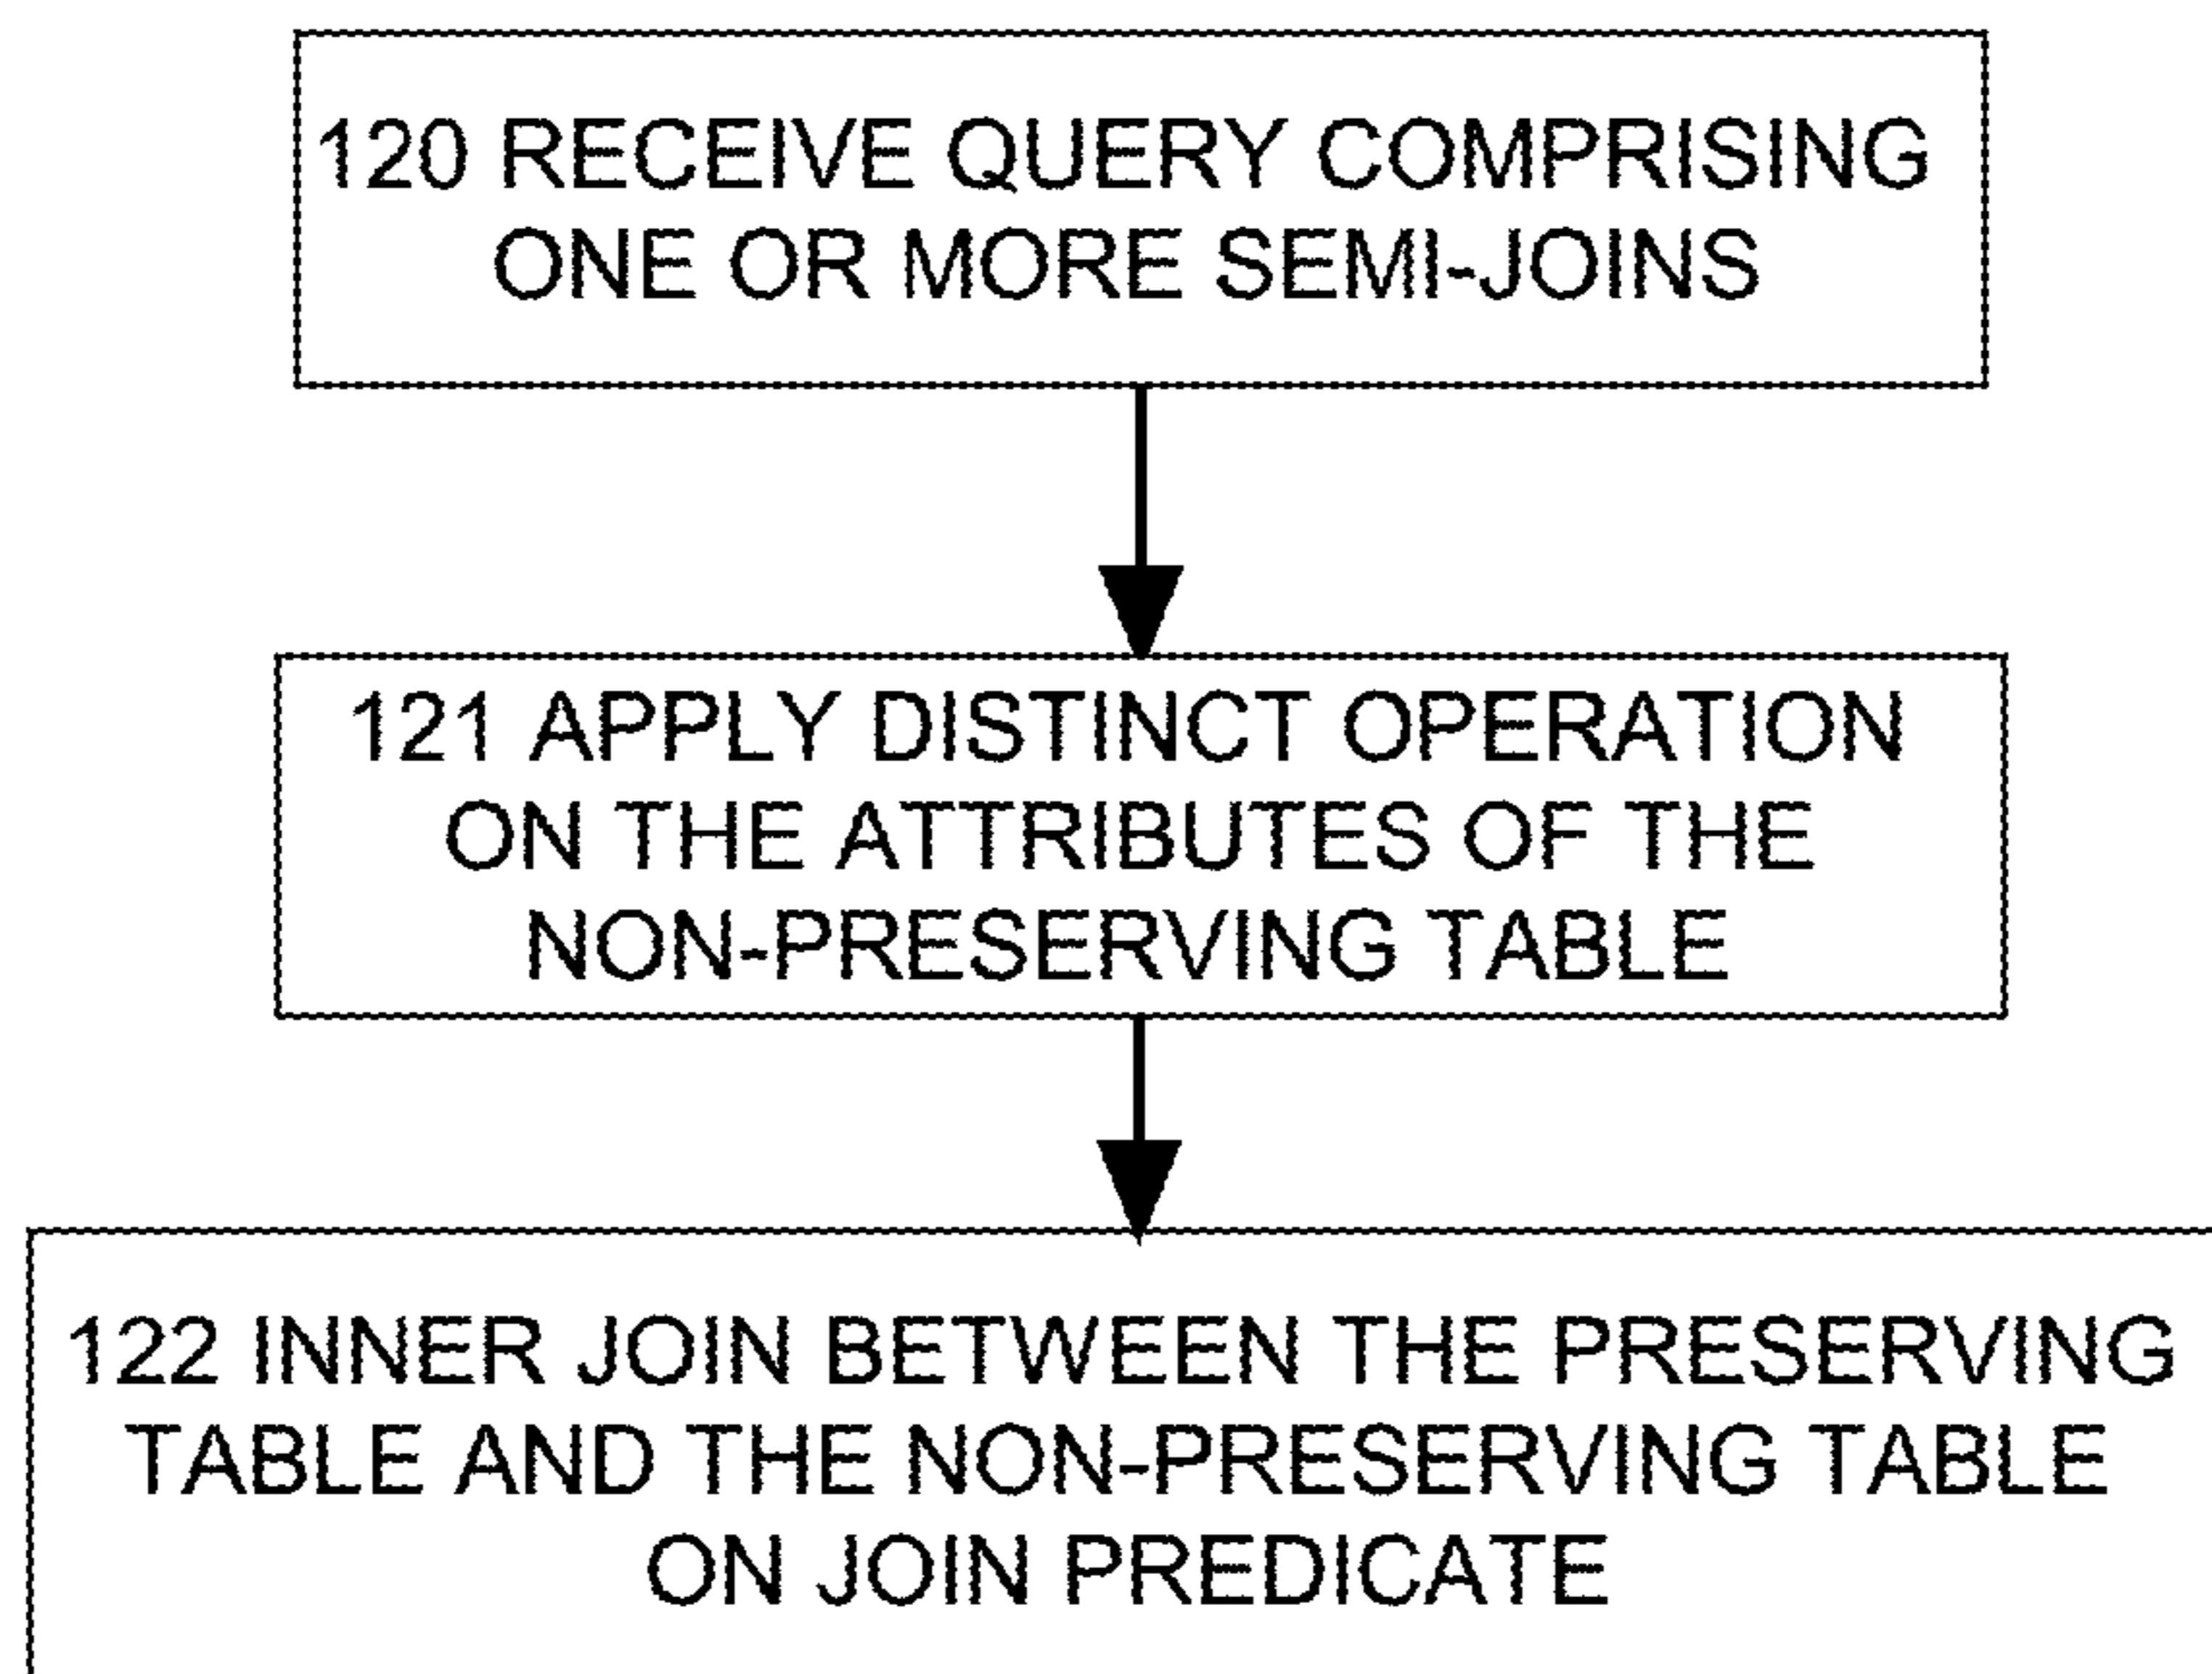 120 RECEIVE QUERY COMPRISING
ONE OR MORE SEMI-JOINS
121 APPLY DISTINCT OPERATION
ON THE ATTRIBUTES OF THE
NON-PRESERVING TABLE
122 INNER JOIN BETWEEN THE PRESERVING
TABLE AND THE NON-PRESERVING TABLE
ON JOIN PREDICATE